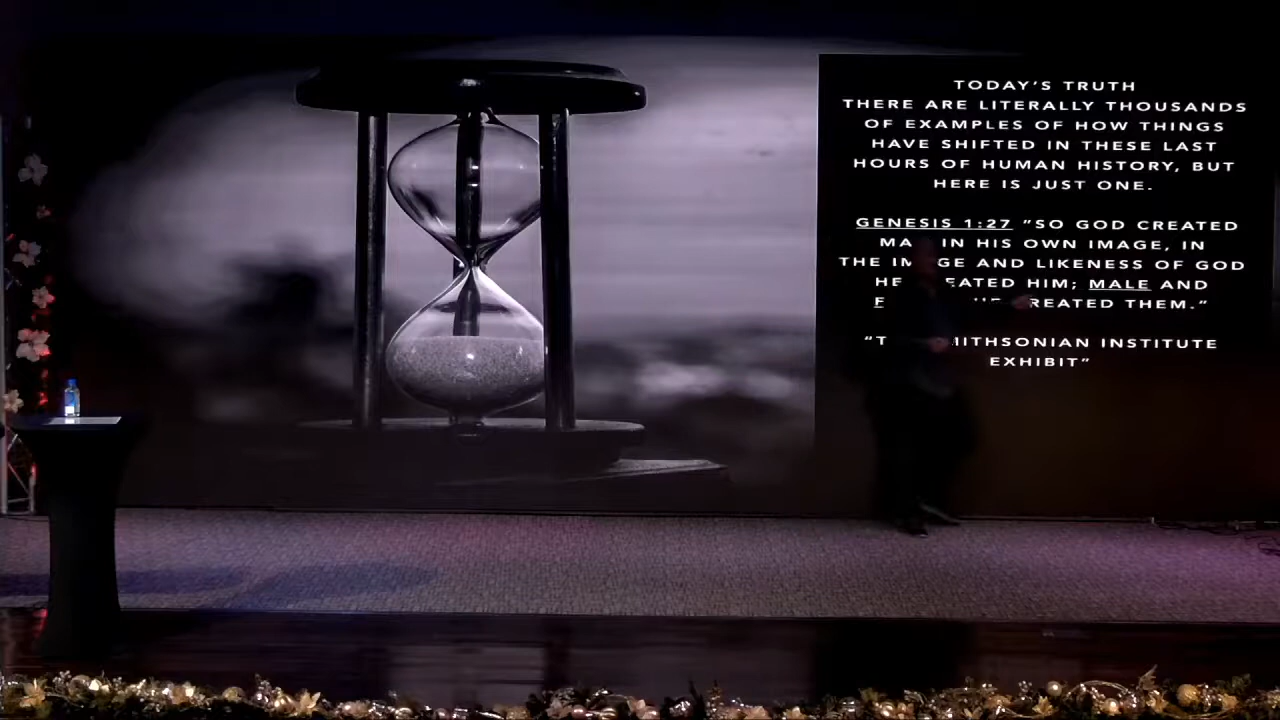 TODAY'S TRUTH
THERE ARE LITERALLY THOUSANDS
OF EXAMPLES OF HOW THINGS
HAVE SHIFTED IN THESE LAST
HOURS OF HUMAN HISTORY, BUT
HERE IS JUST ONE.
GENESIS 1:27 "SO GOD CREATED
IN HIS OWN IMAGE, IN
THE AND LIKENESS OF GOD
HIM; MALE AND
THEM."
INSTITUTE
EXHIBIT"